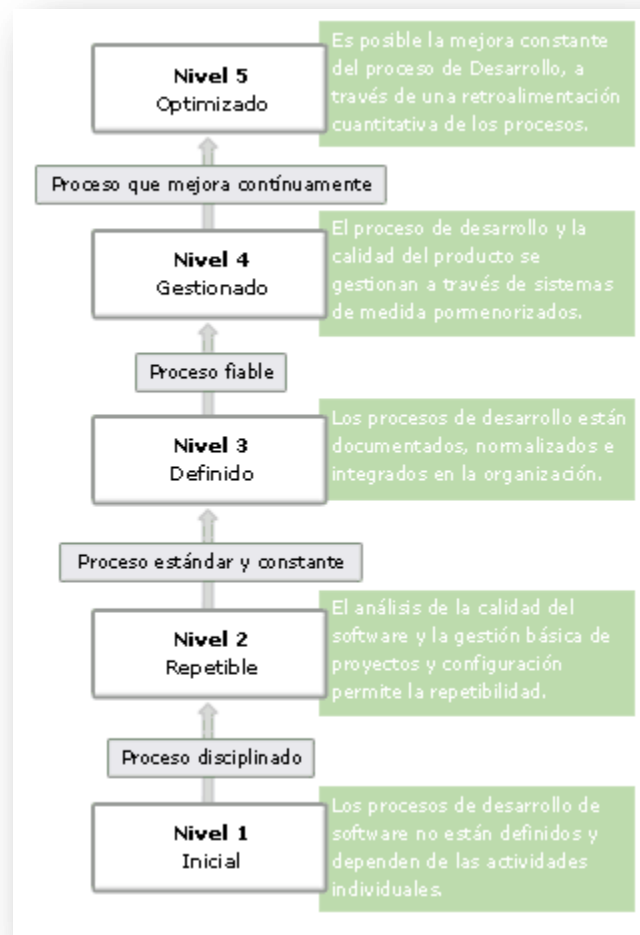 Nivel 5
Optimizado
Es posible la mejora constante
del proceso de Desarrollo, a
través de una retroalimentación
cuantitativa de los procesos.
Proceso que mejora contínuamente
Nivel 4
Gestionado
El proceso de desarrollo y la
calidad del producto se
gestionan a través de sistemas
de medida pormenorizados.
Proceso fiable
Nivel 3
Definido
Los procesos de desarrollo están
documentados, normalizados e
integrados en la organización.
Proceso estándar y constante
Nivel 2
Repetible
El análisis de la calidad del
software y la gestión básica de
proyectos y configuración
permite la repetibilidad.
Proceso disciplinado
Nivel 1
Inicial
Los procesos de desarrollo de
software no están definidos y
dependen de las actividades
individuales.